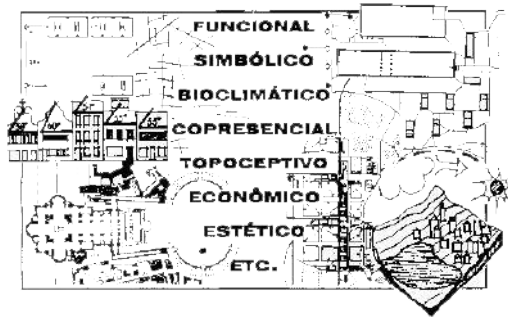 FUNCIONAL
SIMBÓLICO
BIOCLIMÁTICO
COPRESENCIAL
TOPOCEPTIVO
ECONÔMICO
ESTÉTICO
ETC.